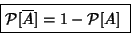 𝒫[A̅] = 1 − 𝒫[A]